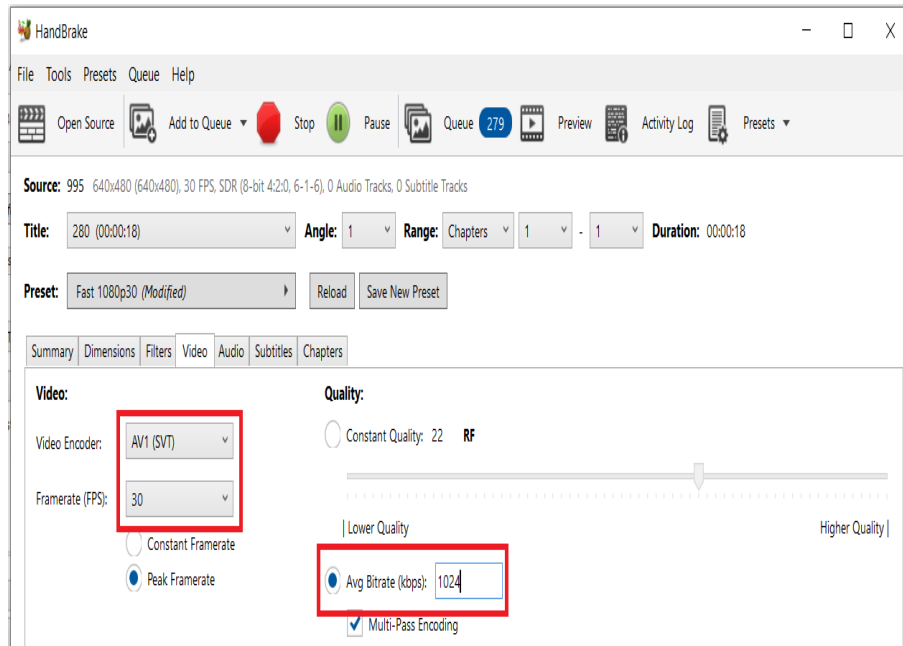 HandBrake
File Tools Presets Queue Help
Open Source Add to Queue Stop Pause Queue 279 Preview Activity Log Presets
Source: 995 640x480 (640x480), 30 FPS, SDR (8-bit 4:2:0, 6-1-6), 0 Audio Tracks, 0 Subtitle Tracks
Title: 280 (00:00:18) Angle: 1 Range: Chapters 1 - 1 Duration: 00:00:18
Preset: Fast 1080p30 (Modified) Reload Save New Preset
Summary Dimensions Filters Video Audio Subtitles Chapters
Video: Quality:
Video Encoder: AV1 (SVT) Constant Quality: 22 RF
Framerate (FPS): 30
| Lower Quality Higher Quality |
Constant Framerate
Peak Framerate Avg Bitrate (kbps): 1024
Multi-Pass Encoding